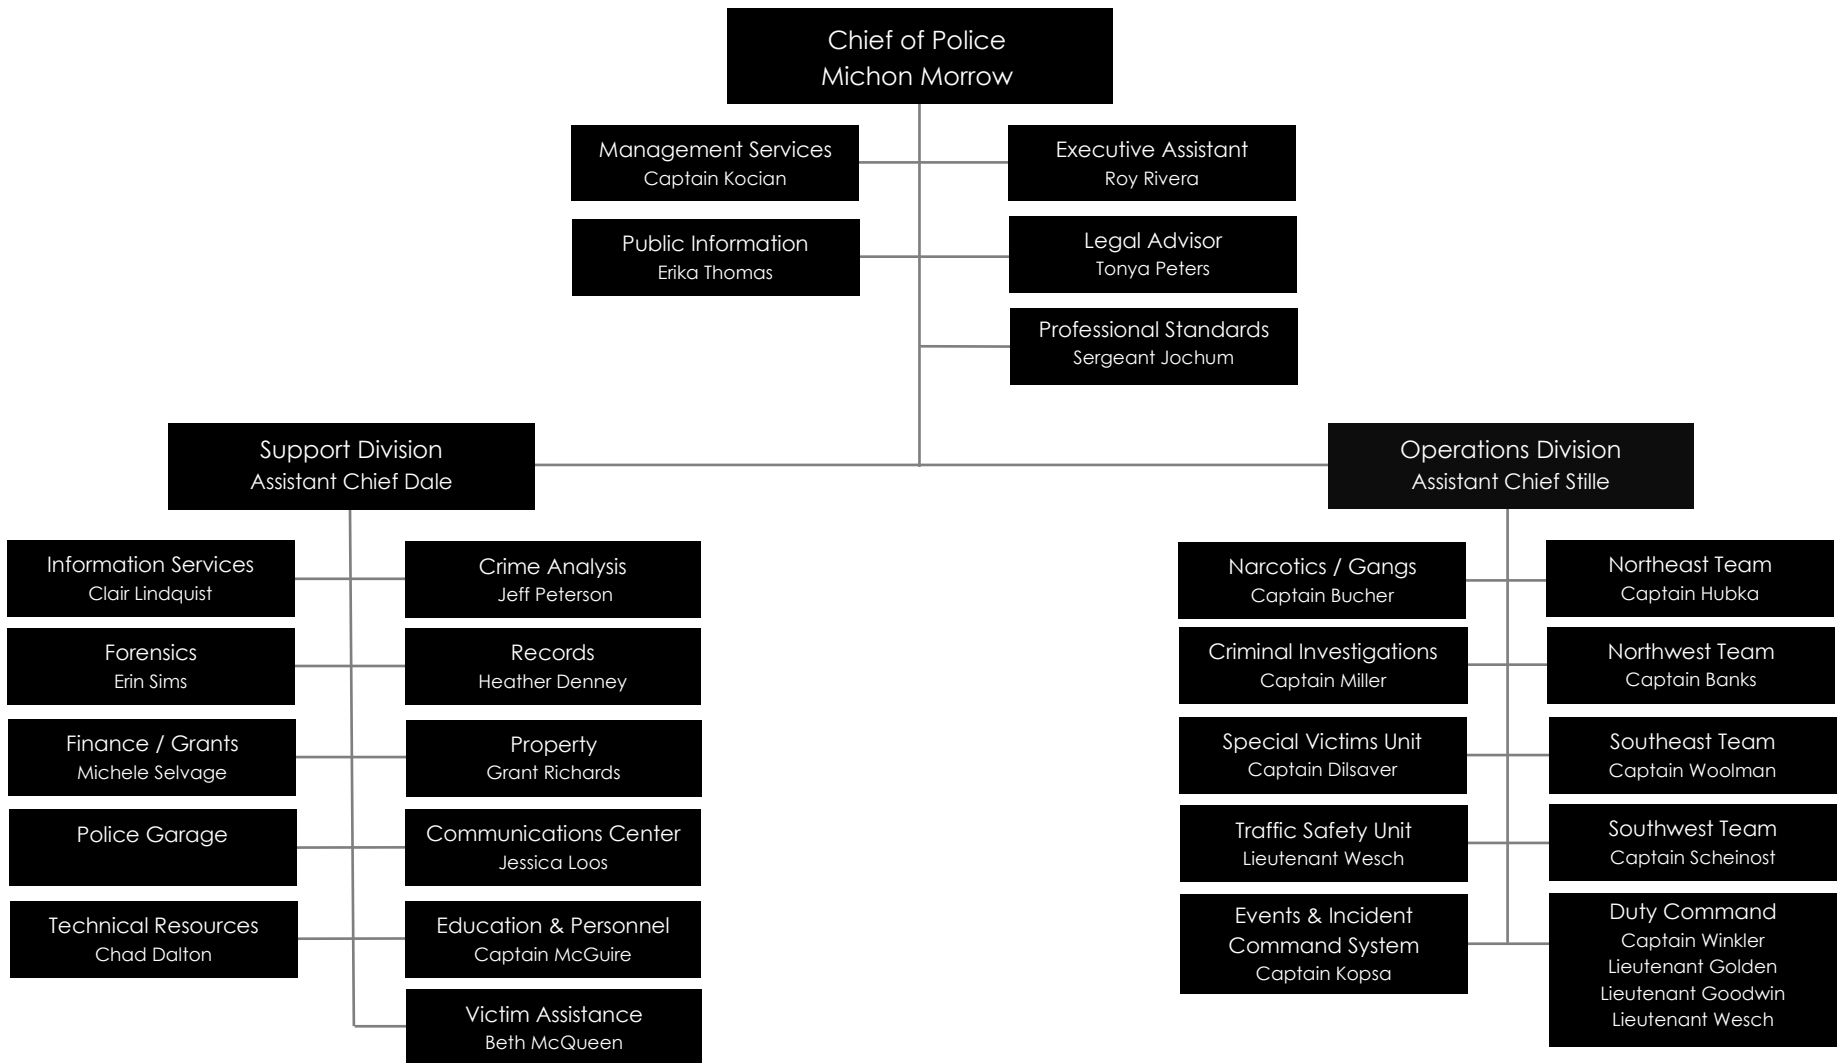 Chief of Police
Michon Morrow
Management Services
Captain Kocian
Executive Assistant
Roy Rivera
Public Information
Erika Thomas
Legal Advisor
Tonya Peters
Professional Standards
Sergeant Jochum
Support Division
Assistant Chief Dale
Information Services
Clair Lindquist
Crime Analysis
Jeff Peterson
Forensics
Erin Sims
Records
Heather Denney
Finance / Grants
Michele Selvage
Property
Grant Richards
Police Garage
Communications Center
Jessica Loos
Technical Resources
Chad Dalton
Education & Personnel
Captain McGuire
Victim Assistance
Beth McQueen
Operations Division
Assistant Chief Stille
Narcotics / Gangs
Captain Bucher
Northeast Team
Captain Hubka
Criminal Investigations
Captain Miller
Northwest Team
Captain Banks
Special Victims Unit
Captain Dilsaver
Southeast Team
Captain Woolman
Traffic Safety Unit
Lieutenant Wesch
Southwest Team
Captain Scheinost
Events & Incident
Command System
Captain Kopsa
Duty Command
Captain Winkler
Lieutenant Golden
Lieutenant Goodwin
Lieutenant Wesch